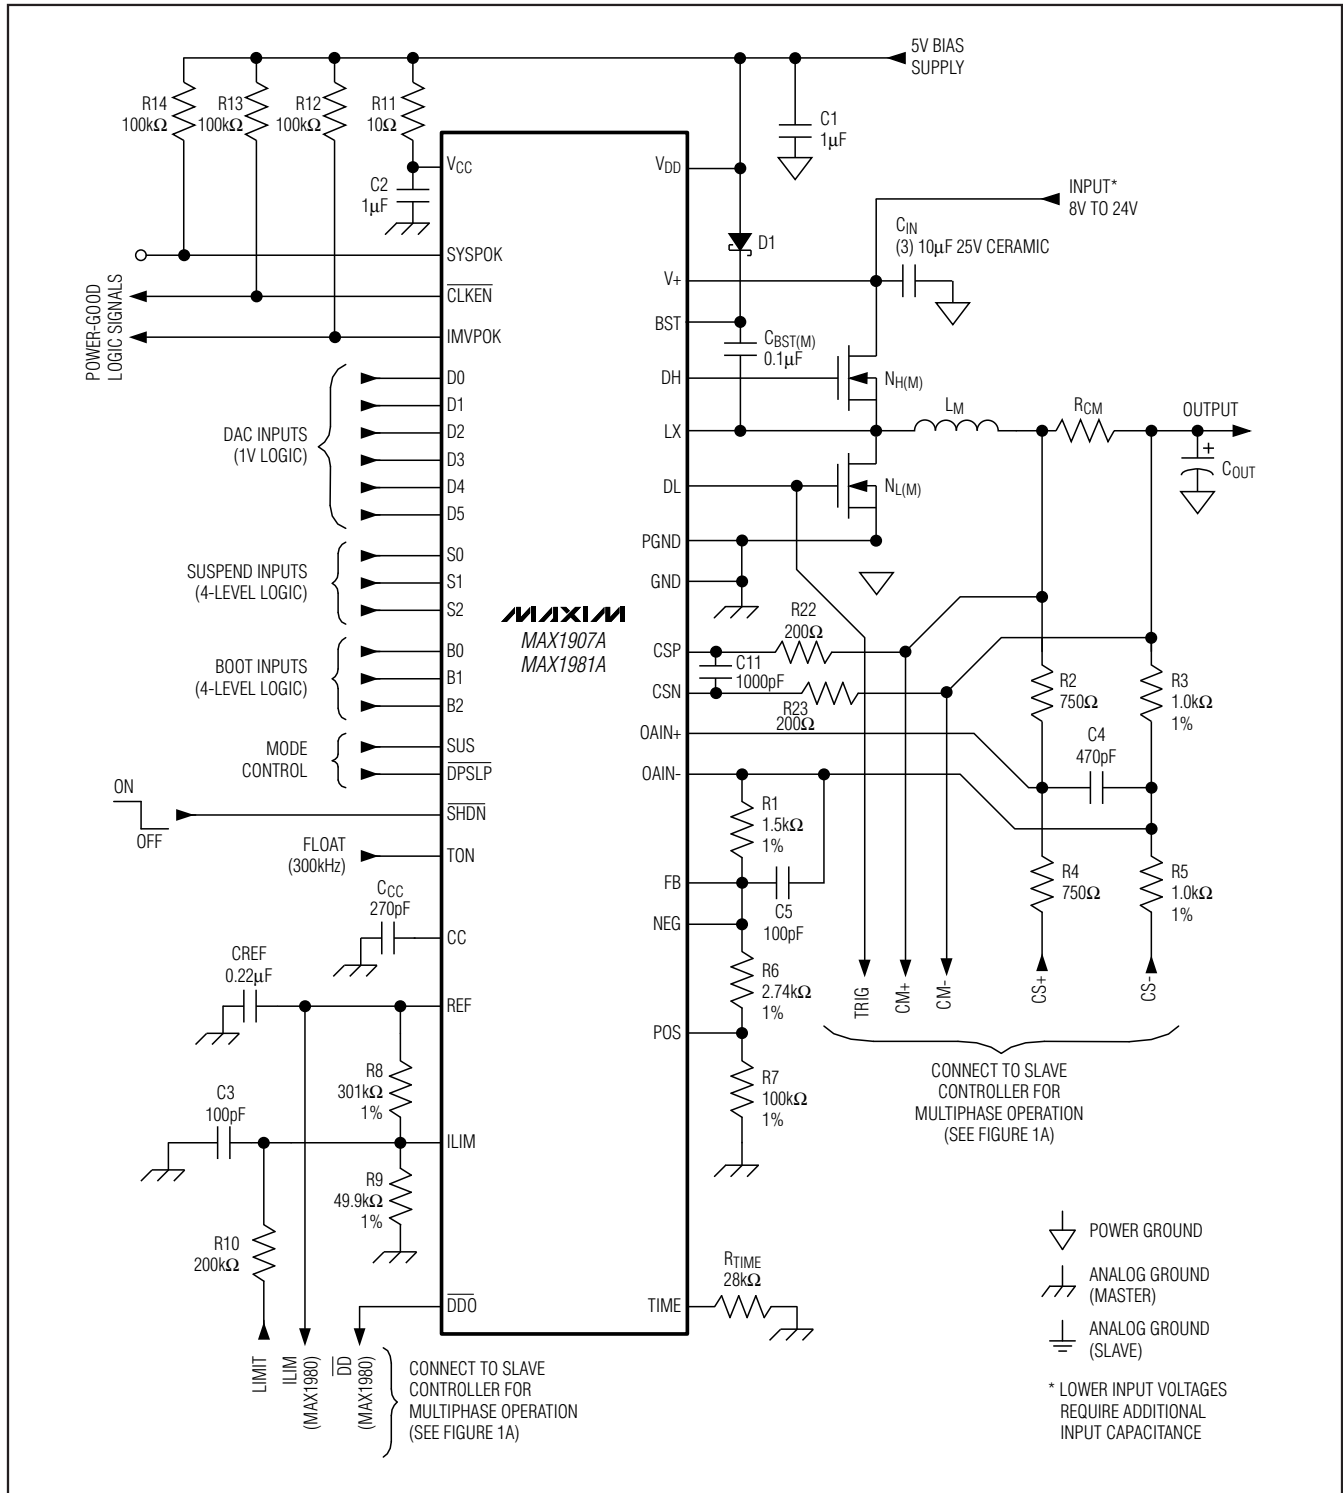 5V BIAS
SUPPLY
R14
100kΩ
R13
100kΩ
R12
100kΩ
R11
10Ω
C1
1µF
VCC
VDD
C2
1µF
INPUT*
8V TO 24V
CIN
(3) 10µF 25V CERAMIC
D1
SYSPOK
V+
POWER-GOOD
LOGIC SIGNALS
CLKEN
BST
IMVPOK
CBST(M)
0.1µF
D0
DH
NH(M)
D1
LM
RCM
OUTPUT
DAC INPUTS
(1V LOGIC)
D2
LX
+
COUT
D3
D4
DL
NL(M)
D5
PGND
S0
SUSPEND INPUTS
(4-LEVEL LOGIC)
S1
GND
S2
MAXIM
MAX1907A
MAX1981A
R22
200Ω
B0
CSP
BOOT INPUTS
(4-LEVEL LOGIC)
B1
C11
1000pF
R2
750Ω
R3
1.0kΩ
1%
B2
CSN
R23
200Ω
OAIN+
C4
470pF
MODE
CONTROL
SUS
DPSLP
OAIN-
ON
OFF
SHDN
R1
1.5kΩ
1%
FLOAT
(300kHz)
TON
FB
C5
100pF
R4
750Ω
R5
1.0kΩ
1%
CCC
270pF
CC
NEG
CREF
0.22µF
R6
2.74kΩ
1%
TRIG
CM+
CM-
CS+
CS-
REF
POS
R8
301kΩ
1%
R7
100kΩ
1%
CONNECT TO SLAVE
CONTROLLER FOR
MULTIPHASE OPERATION
(SEE FIGURE 1A)
C3
100pF
ILIM
R9
49.9kΩ
1%
R10
200kΩ
POWER GROUND
RTIME
28kΩ
ANALOG GROUND
(MASTER)
DDO
TIME
ANALOG GROUND
(SLAVE)
LIMIT
ILIM
(MAX1980)
DD
(MAX1980)
CONNECT TO SLAVE
CONTROLLER FOR
MULTIPHASE OPERATION
(SEE FIGURE 1A)
* LOWER INPUT VOLTAGES
REQUIRE ADDITIONAL
INPUT CAPACITANCE